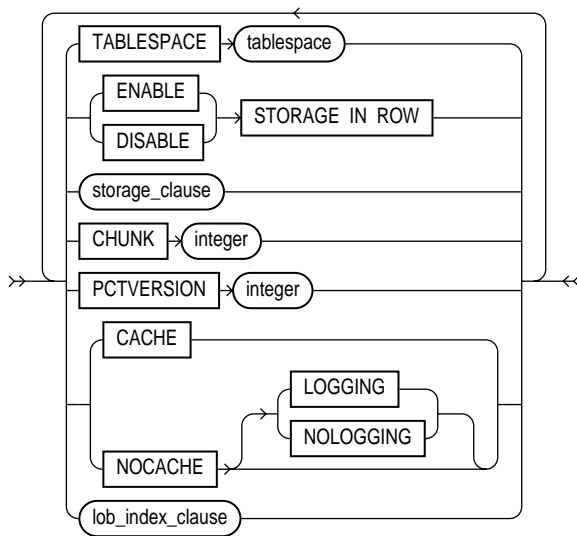 TABLESPACE tablespace
ENABLE
STORAGE IN ROW
DISABLE
storage_clause
CHUNK integer
PCTVERSION integer
CACHE
LOGGING
NOLOGGING
NOCACHE
lob_index_clause